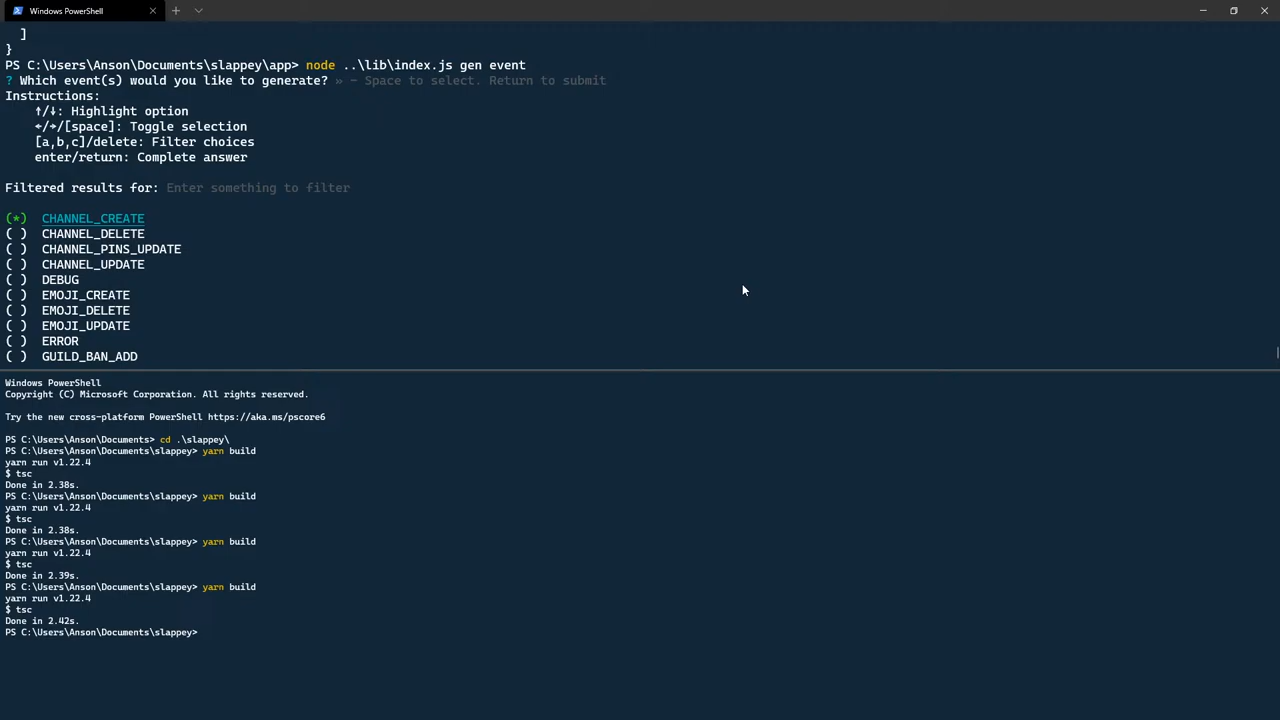 Windows PowerShell
]
}
PS C:\Users\Anson\Documents\slappey\app> node ..\lib\index.js gen event
? Which event(s) would you like to generate? » - Space to select. Return to submit
Instructions:
↑/↓: Highlight option
←/→/[space]: Toggle selection
[a,b,c]/delete: Filter choices
enter/return: Complete answer
Filtered results for: Enter something to filter
(*) CHANNEL_CREATE
( ) CHANNEL_DELETE
( ) CHANNEL_PINS_UPDATE
( ) CHANNEL_UPDATE
( ) DEBUG
( ) EMOJI_CREATE
( ) EMOJI_DELETE
( ) EMOJI_UPDATE
( ) ERROR
( ) GUILD_BAN_ADD
Windows PowerShell
Copyright (C) Microsoft Corporation. All rights reserved.
Try the new cross-platform PowerShell https://aka.ms/pscore6
PS C:\Users\Anson\Documents> cd .\slappey\
PS C:\Users\Anson\Documents\slappey> yarn build
yarn run v1.22.4
$ tsc
Done in 2.38s.
PS C:\Users\Anson\Documents\slappey> yarn build
yarn run v1.22.4
$ tsc
Done in 2.38s.
PS C:\Users\Anson\Documents\slappey> yarn build
yarn run v1.22.4
$ tsc
Done in 2.39s.
PS C:\Users\Anson\Documents\slappey> yarn build
yarn run v1.22.4
$ tsc
Done in 2.42s.
PS C:\Users\Anson\Documents\slappey>